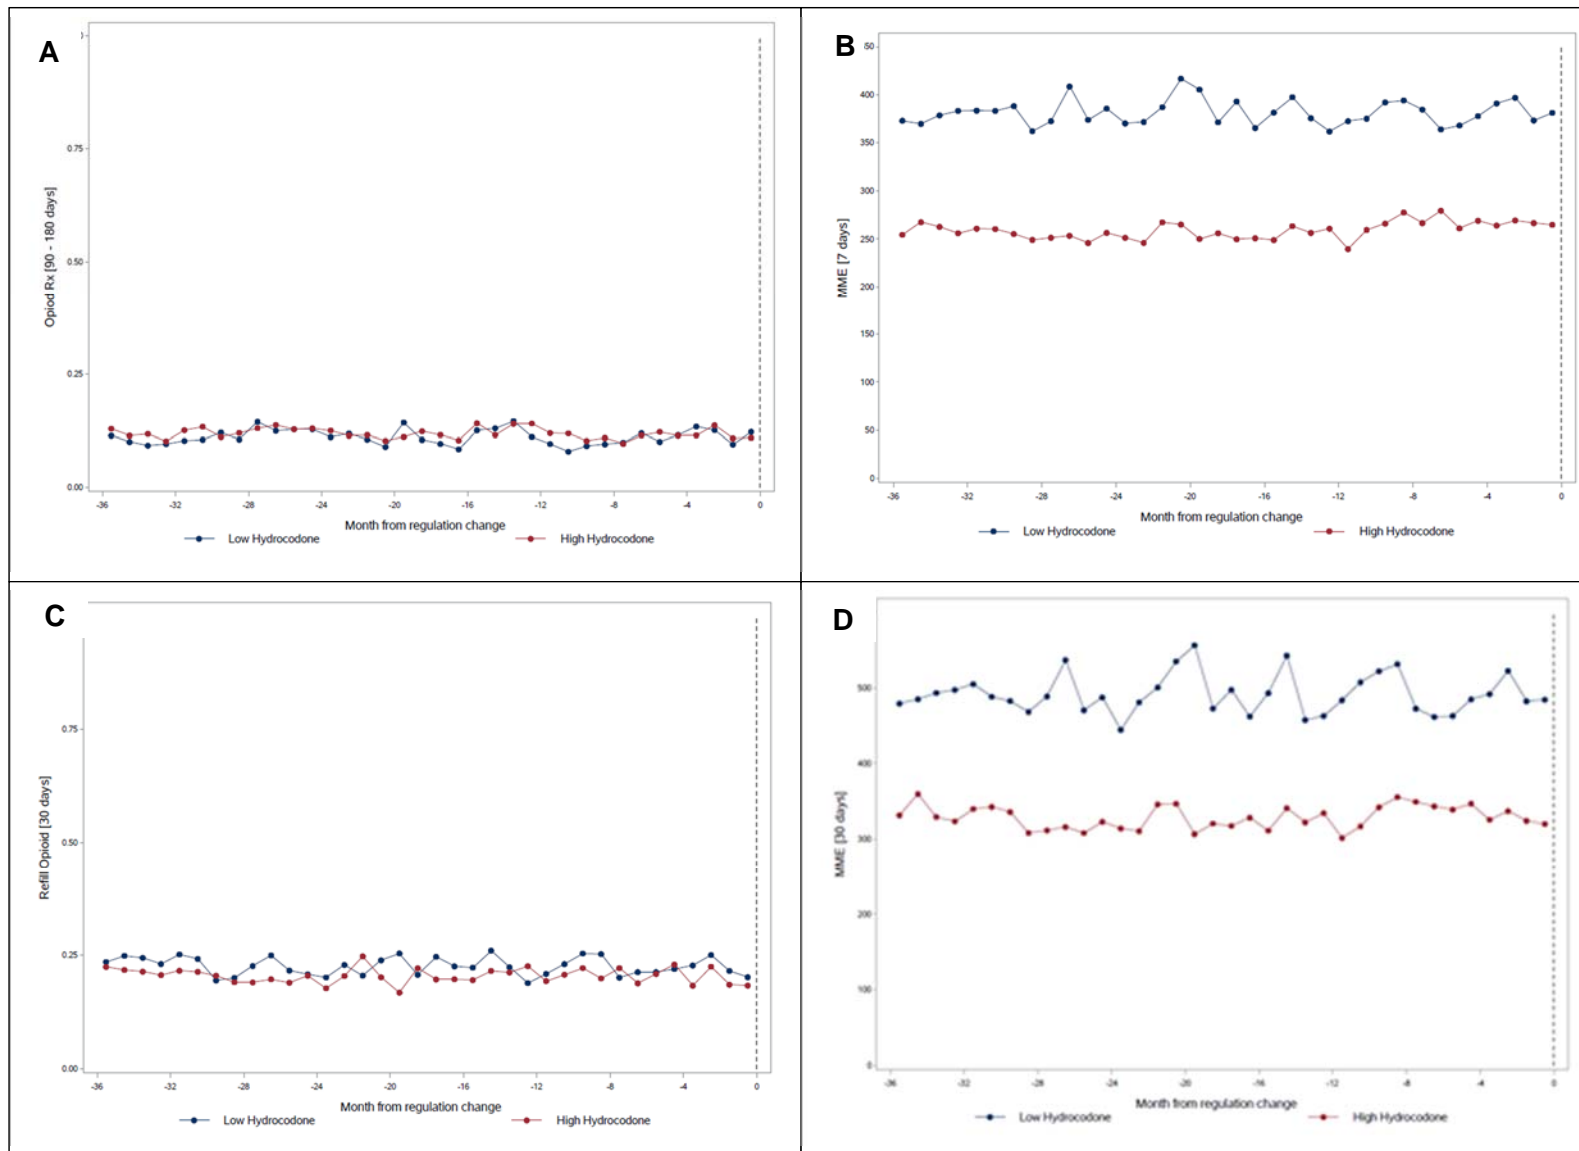 A
)
0.75
0.50
0.25
0.00
Opiod Rx [90 - 180 days]
-36 -32 -28 -24 -20 -16 -12 -8 -4 0
Month from regulation change
Low Hydrocodone High Hydrocodone
B
50
400
350
300
250
200
150
100
50
0
MME [7 days]
-36 -32 -28 -24 -20 -16 -12 -8 -4 0
Month from regulation change
Low Hydrocodone High Hydrocodone
C
0.75
0.50
0.25
0.00
Refill Opioid [30 days]
-36 -32 -28 -24 -20 -16 -12 -8 -4 0
Month from regulation change
Low Hydrocodone High Hydrocodone
D
500
400
300
200
100
0
MME [30 days]
-36 -32 -28 -24 -20 -16 -12 -8 -4 0
Month from regulation change
Low Hydrocodone High Hydrocodone